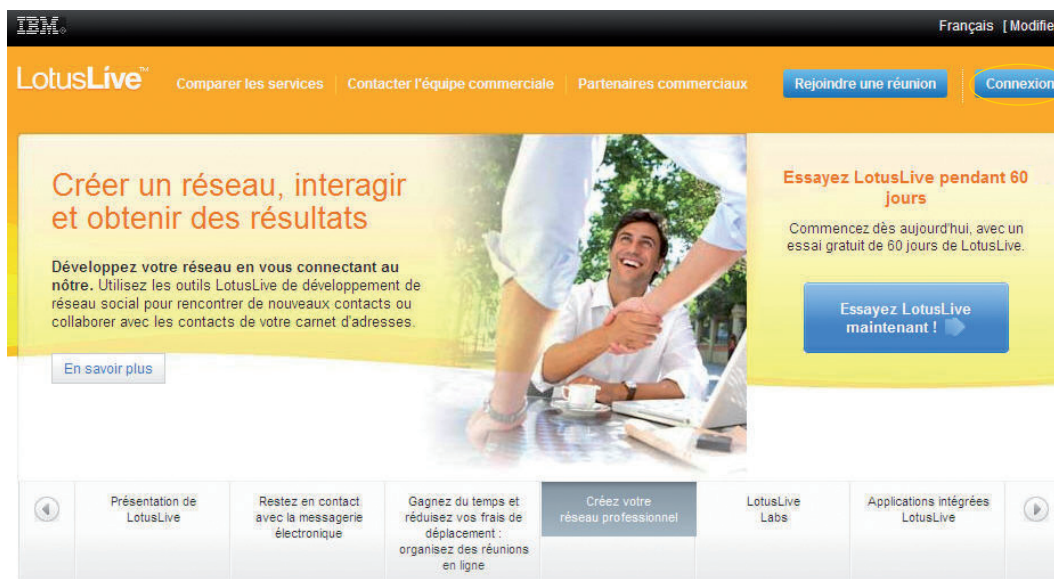 IBM®
Français [ Modifie
LotusLive™
Comparer les services
Contacter l'équipe commerciale
Partenaires commerciaux
Rejoindre une réunion
Connexion
Créer un réseau, interagir
et obtenir des résultats
Développez votre réseau en vous connectant au
nôtre. Utilisez les outils LotusLive de développement de
réseau social pour rencontrer de nouveaux contacts ou
collaborer avec les contacts de votre carnet d'adresses.
En savoir plus
Essayez LotusLive pendant 60
jours
Commencez dès aujourd'hui, avec un
essai gratuit de 60 jours de LotusLive.
Essayez LotusLive
maintenant !
Présentation de
LotusLive
Restez en contact
avec la messagerie
électronique
Gagnez du temps et
réduisez vos frais de
déplacement :
organisez des réunions
en ligne
Créez votre
réseau professionnel
LotusLive
Labs
Applications intégrées
LotusLive